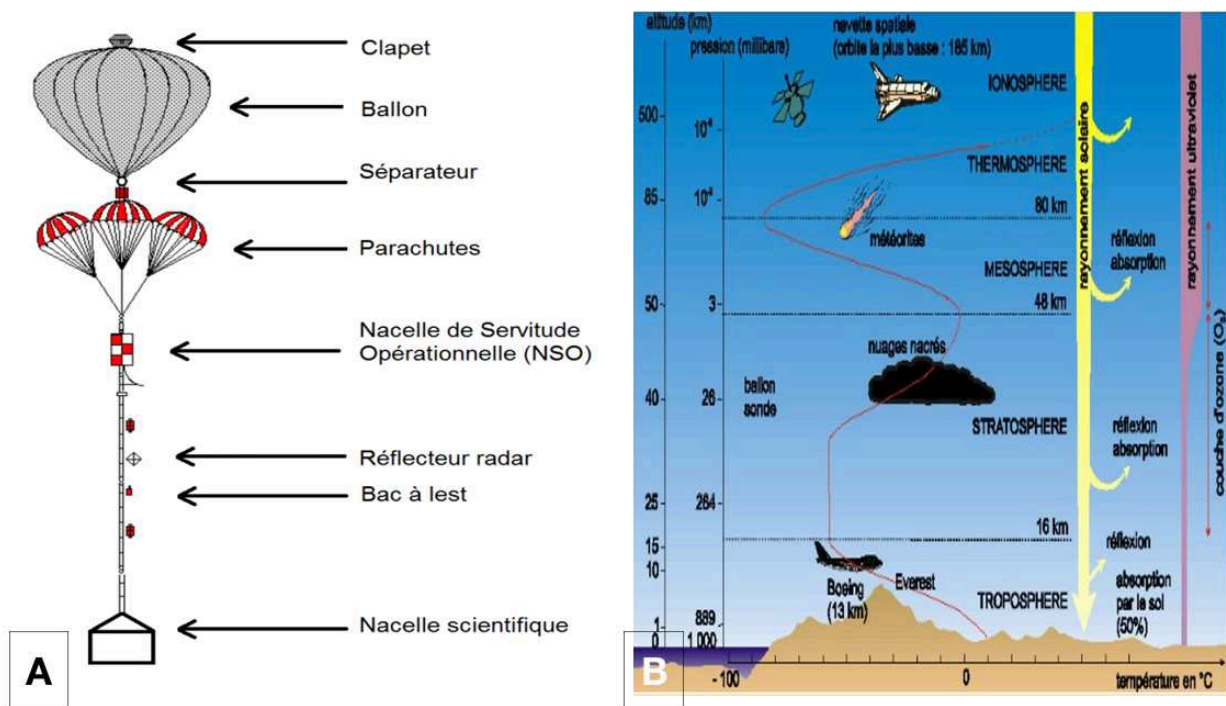 Clapet
Ballon
Séparateur
Parachutes
Nacelle de Servitude
Opérationnelle (NSO)
Réflecteur radar
Bac à lest
Nacelle scientifique
A
altitude (km)
pression (millibars)
navette spatiale
(orbite la plus basse : 185 km)
IONOSPHERE
500
10⁻⁴
THERMOSPHERE
85
10⁻⁴
80 km
météorites
MESOSPHERE
48 km
50
3
nuages nacrés
ballon
sonde
40
26
STRATOSPHERE
25
264
16 km
15
10
Boeing
(13 km)
Everest
TROPOSPHERE
1
889
0
1 000
- 100
0
température en °C
rayonnement solaire
réflexion
absorption
réflexion
absorption
réflexion
absorption
par le sol
(50%)
rayonnement ultraviolet
couche d'ozone (O₃)
B